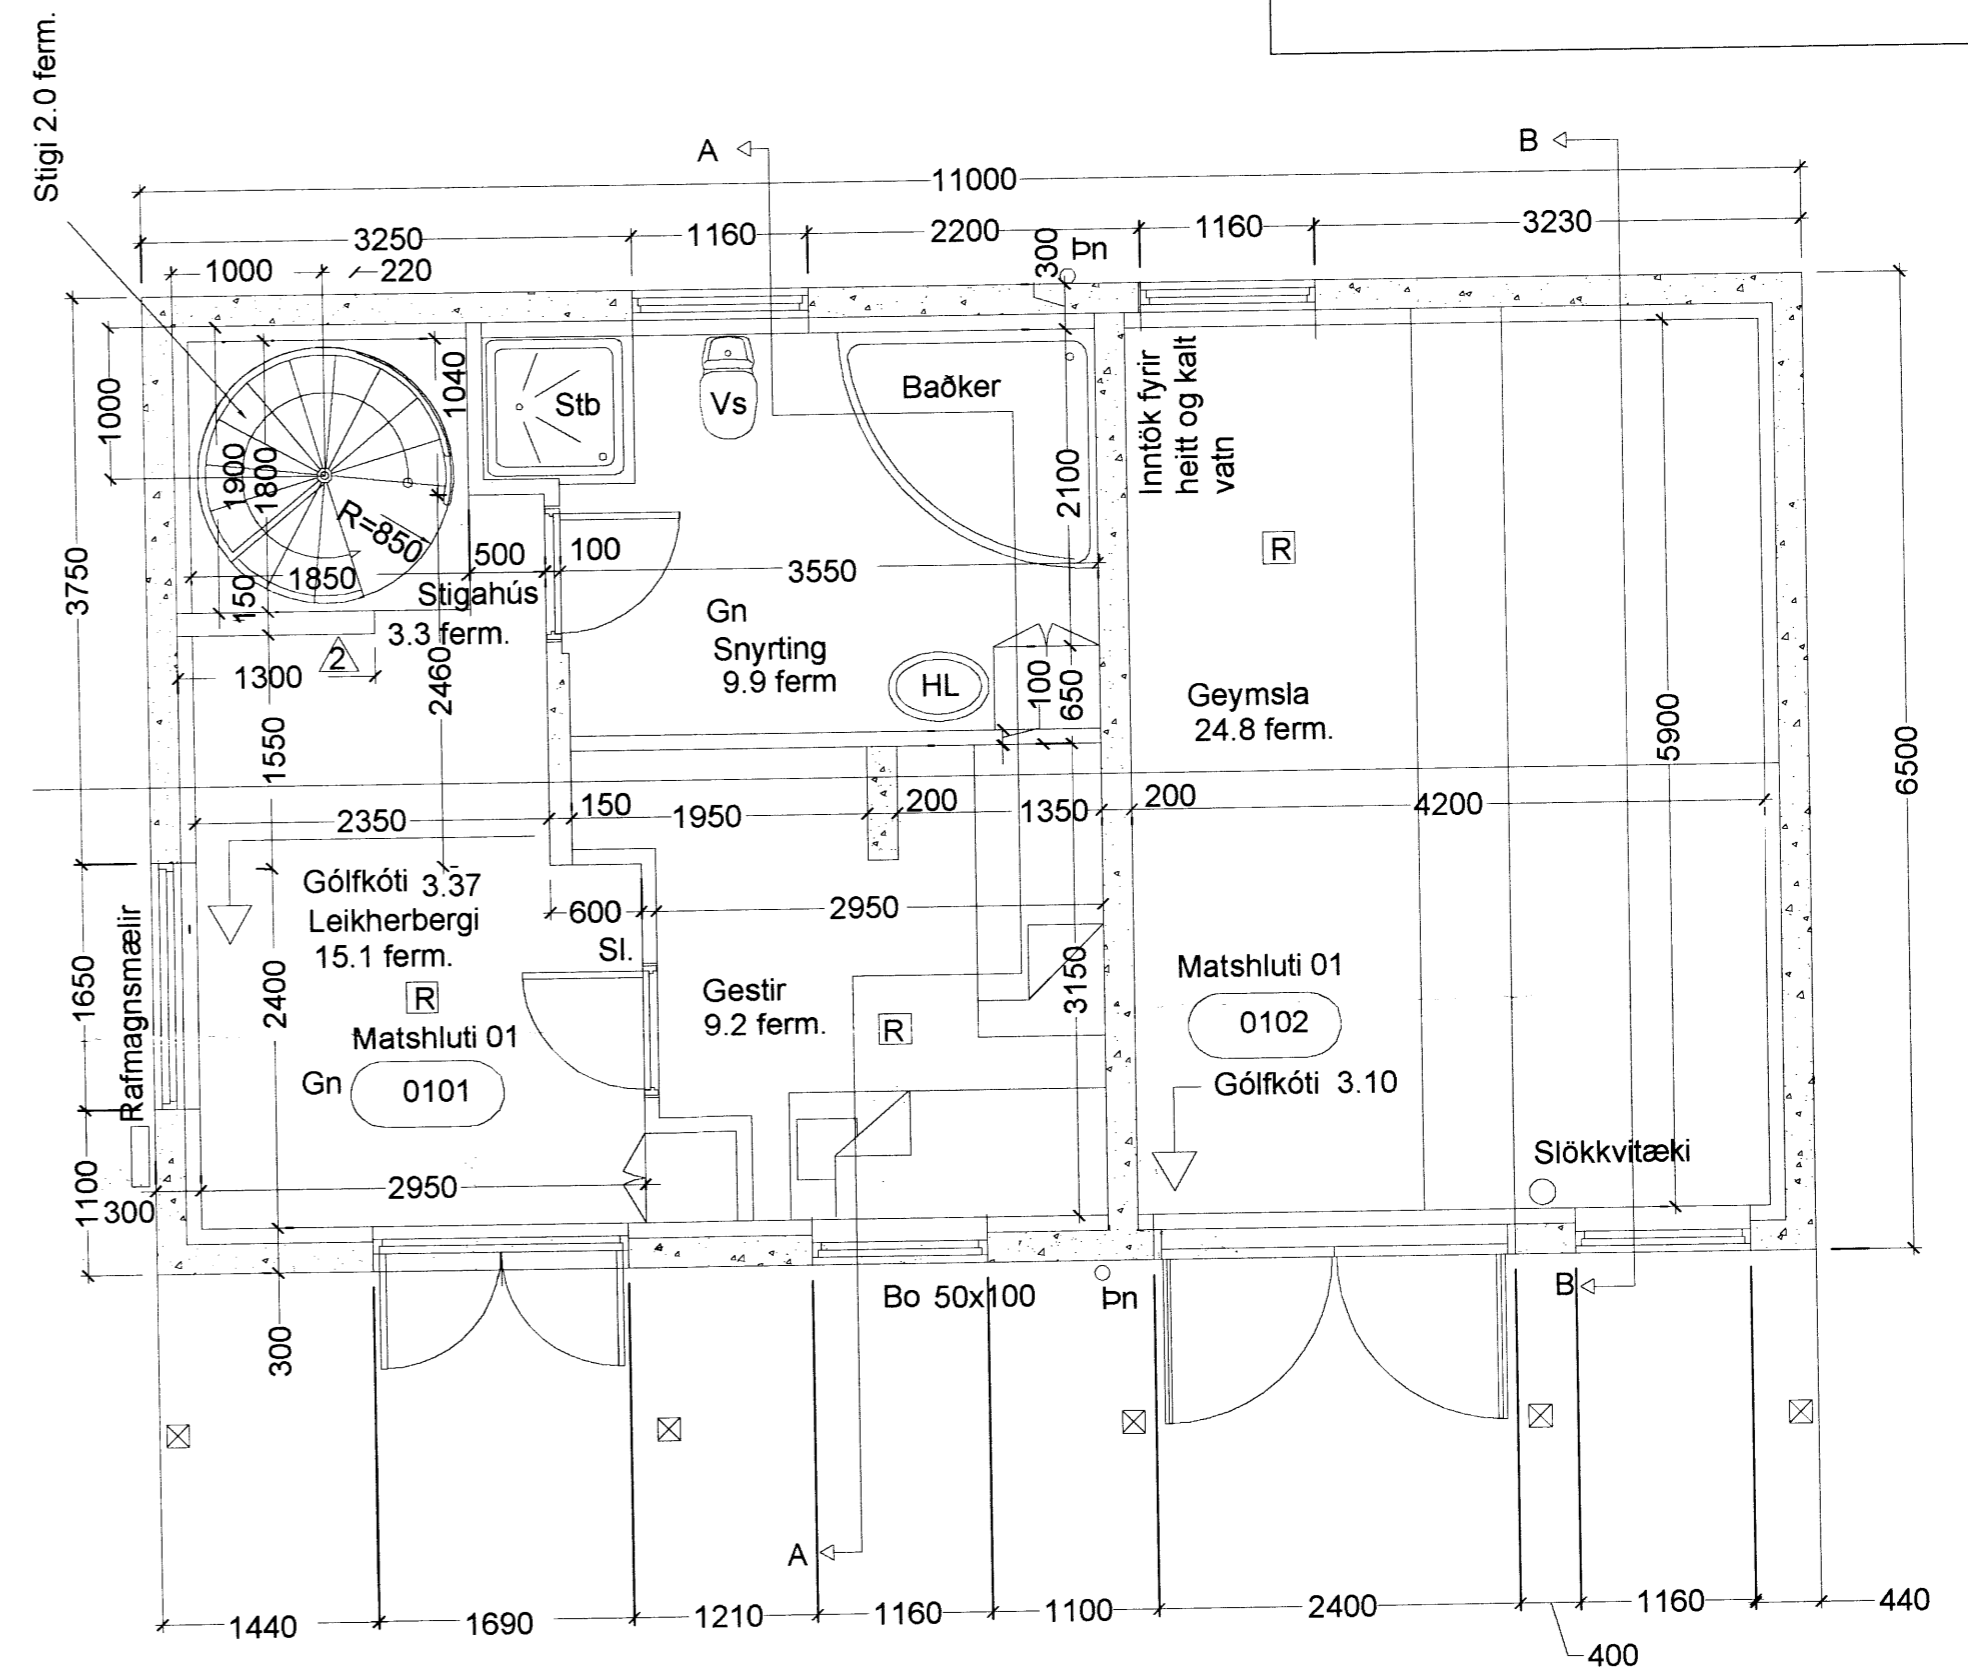 Stigi 2.0 ferm.
A
B
11000
3250
1160
2200
1160
3230
1000
220
300
Þn
1000
1040
Stb
Vs
Baðker
Inntök fyrir
heitt og kalt
vatn
1900
1800
R=850
2100
R
3750
150
1850
500
100
3550
Stigahús
3.3 ferm.
Gn
Snyrting
9.9 ferm
2
1300
2460
HL
100
650
Geymsla
24.8 ferm.
5900
6500
1550
2350
150
1950
200
1350
200
4200
Gólfkóti 3.37
Leikherbergi
15.1 ferm.
600
2950
Sl.
Rafmagnsmælir
1650
2400
R
Gestir
9.2 ferm.
R
3150
Matshluti 01
0102
Matshluti 01
Gn
0101
Gólfkóti 3.10
Slökkvitæki
1100
300
2950
300
Bo 50x100
Þn
B
A
1440
1690
1210
1160
1100
2400
1160
440
400